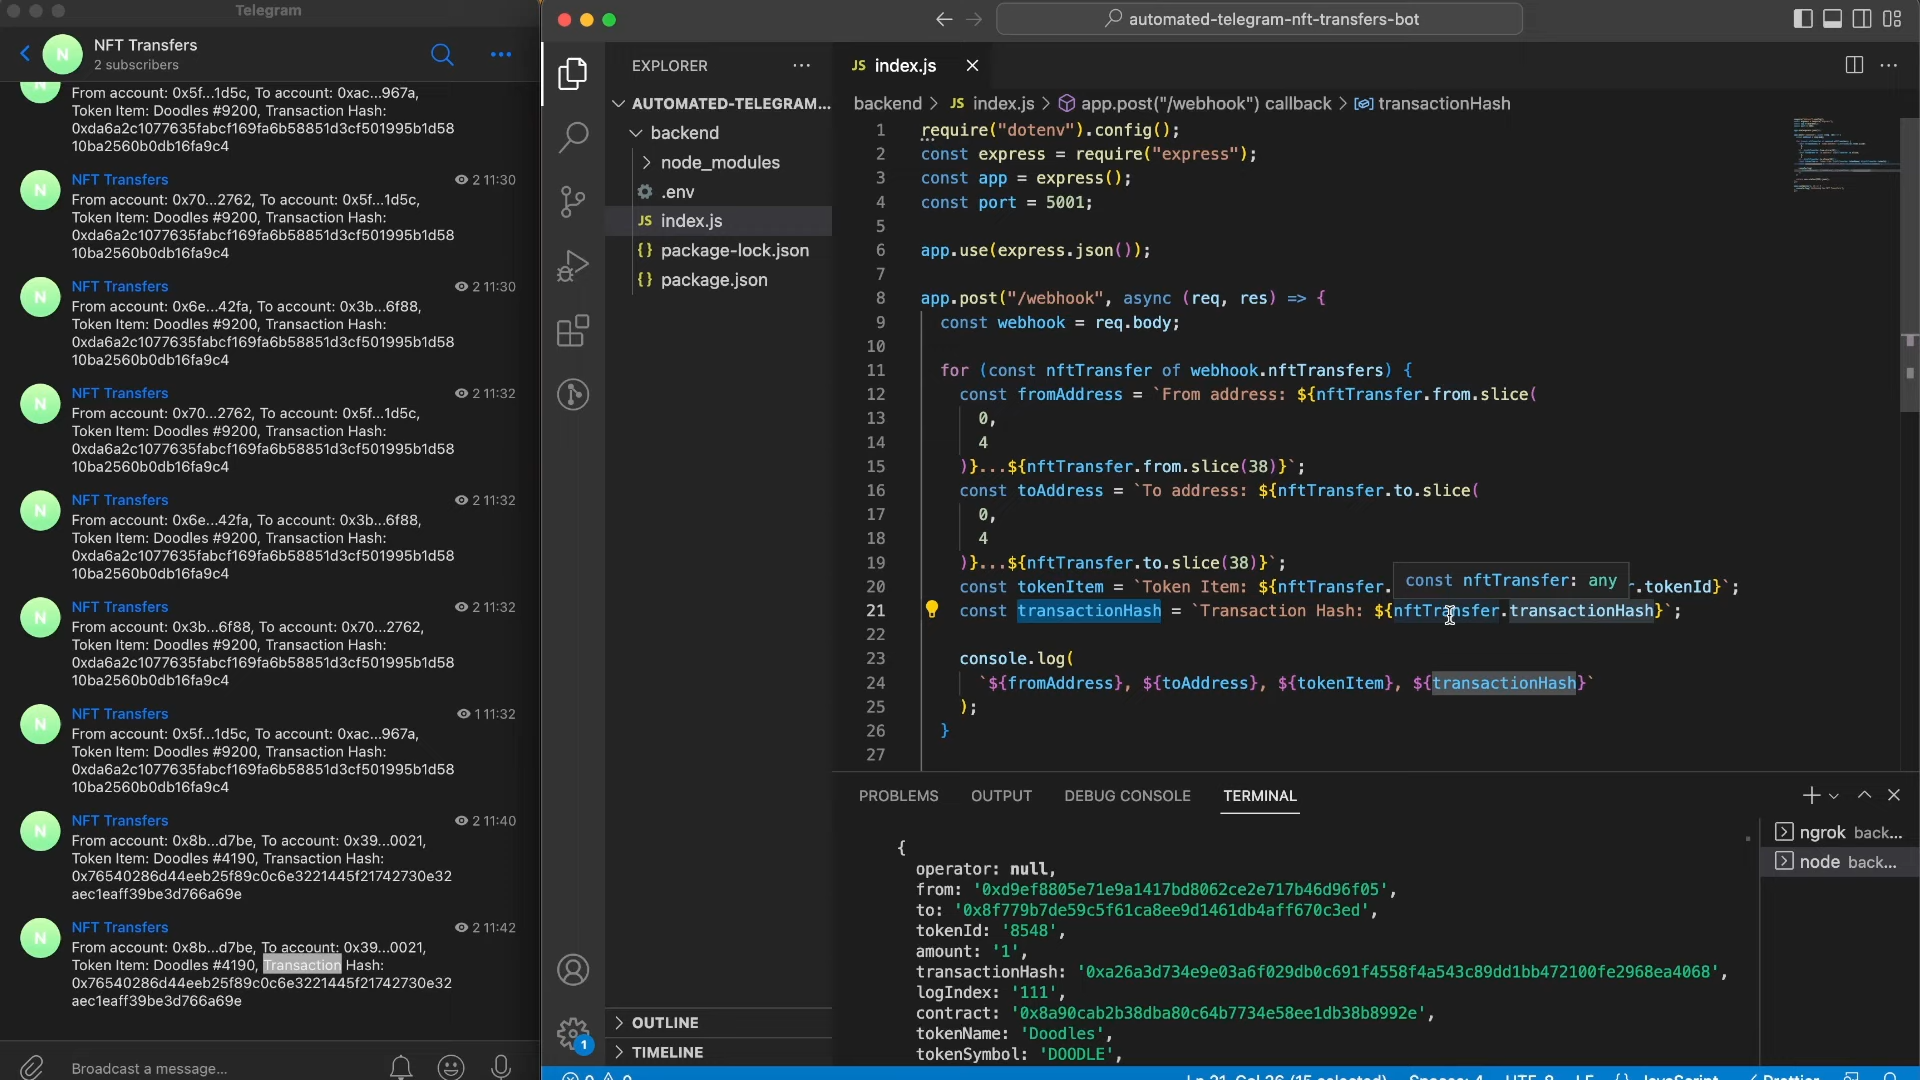 Telegram
NFT Transfers
2 subscribers
N
From account: 0x5f...1d5c, To account: 0xac...967a,
Token Item: Doodles #9200, Transaction Hash:
0xda6a2c1077635fabcf169fa6b58851d3cf501995b1d58
10ba2560b0db16fa9c4
N
NFT Transfers
2 11:30
From account: 0x70...2762, To account: 0x5f...1d5c,
Token Item: Doodles #9200, Transaction Hash:
0xda6a2c1077635fabcf169fa6b58851d3cf501995b1d58
10ba2560b0db16fa9c4
N
NFT Transfers
2 11:30
From account: 0x6e...42fa, To account: 0x3b...6f88,
Token Item: Doodles #9200, Transaction Hash:
0xda6a2c1077635fabcf169fa6b58851d3cf501995b1d58
10ba2560b0db16fa9c4
N
NFT Transfers
2 11:32
From account: 0x70...2762, To account: 0x5f...1d5c,
Token Item: Doodles #9200, Transaction Hash:
0xda6a2c1077635fabcf169fa6b58851d3cf501995b1d58
10ba2560b0db16fa9c4
N
NFT Transfers
2 11:32
From account: 0x6e...42fa, To account: 0x3b...6f88,
Token Item: Doodles #9200, Transaction Hash:
0xda6a2c1077635fabcf169fa6b58851d3cf501995b1d58
10ba2560b0db16fa9c4
N
NFT Transfers
2 11:32
From account: 0x3b...6f88, To account: 0x70...2762,
Token Item: Doodles #9200, Transaction Hash:
0xda6a2c1077635fabcf169fa6b58851d3cf501995b1d58
10ba2560b0db16fa9c4
N
NFT Transfers
1 11:32
From account: 0x5f...1d5c, To account: 0xac...967a,
Token Item: Doodles #9200, Transaction Hash:
0xda6a2c1077635fabcf169fa6b58851d3cf501995b1d58
10ba2560b0db16fa9c4
N
NFT Transfers
2 11:40
From account: 0x8b...d7be, To account: 0x39...0021,
Token Item: Doodles #4190, Transaction Hash:
0x76540286d44eeb25f89c0c6e3221445f21742730e32
aec1eaff39be3d766a69e
N
NFT Transfers
2 11:42
From account: 0x8b...d7be, To account: 0x39...0021,
Token Item: Doodles #4190, Transaction Hash:
0x76540286d44eeb25f89c0c6e3221445f21742730e32
aec1eaff39be3d766a69e
Broadcast a message...
automated-telegram-nft-transfers-bot
EXPLORER
AUTOMATED-TELEGRAM...
backend
node_modules
.env
JS index.js
{} package-lock.json
{} package.json
OUTLINE
TIMELINE
1
JS index.js
backend > JS index.js > app.post("/webhook") callback > transactionHash
1 require("dotenv").config();
2 const express = require("express");
3 const app = express();
4 const port = 5001;
5
6 app.use(express.json());
7
8 app.post("/webhook", async (req, res) => {
9 const webhook = req.body;
10
11 for (const nftTransfer of webhook.nftTransfers) {
12 const fromAddress = `From address: ${nftTransfer.from.slice(
13 0,
14 4
15 )}...${nftTransfer.from.slice(38)}`;
16 const toAddress = `To address: ${nftTransfer.to.slice(
17 0,
18 4
19 )}...${nftTransfer.to.slice(38)}`;
const nftTransfer: any
20 const tokenItem = `Token Item: ${nftTransfer. .tokenId}`;
21 const transactionHash = `Transaction Hash: ${nftTransfer.transactionHash}`;
22
23 console.log(
24 `${fromAddress}, ${toAddress}, ${tokenItem}, ${transactionHash}`
25 );
26 }
27
PROBLEMS OUTPUT DEBUG CONSOLE TERMINAL
{
operator: null,
from: '0xd9ef8805e71e9a1417bd8062ce2e717b46d96f05',
to: '0x8f779b7de59c5f61ca8ee9d1461db4aff670c3ed',
tokenId: '8548',
amount: '1',
transactionHash: '0xa26a3d734e9e03a6f029db0c691f4558f4a543c89dd1bb472100fe2968ea4068',
logIndex: '111',
contract: '0x8a90cab2b38dba80c64b7734e58ee1db38b8992e',
tokenName: 'Doodles',
tokenSymbol: 'DOODLE',
ngrok back...
node back...
0 0
Ln 21, Col 26 (15 selected) Spaces: 4 UTF-8 LF {} JavaScript Prettier